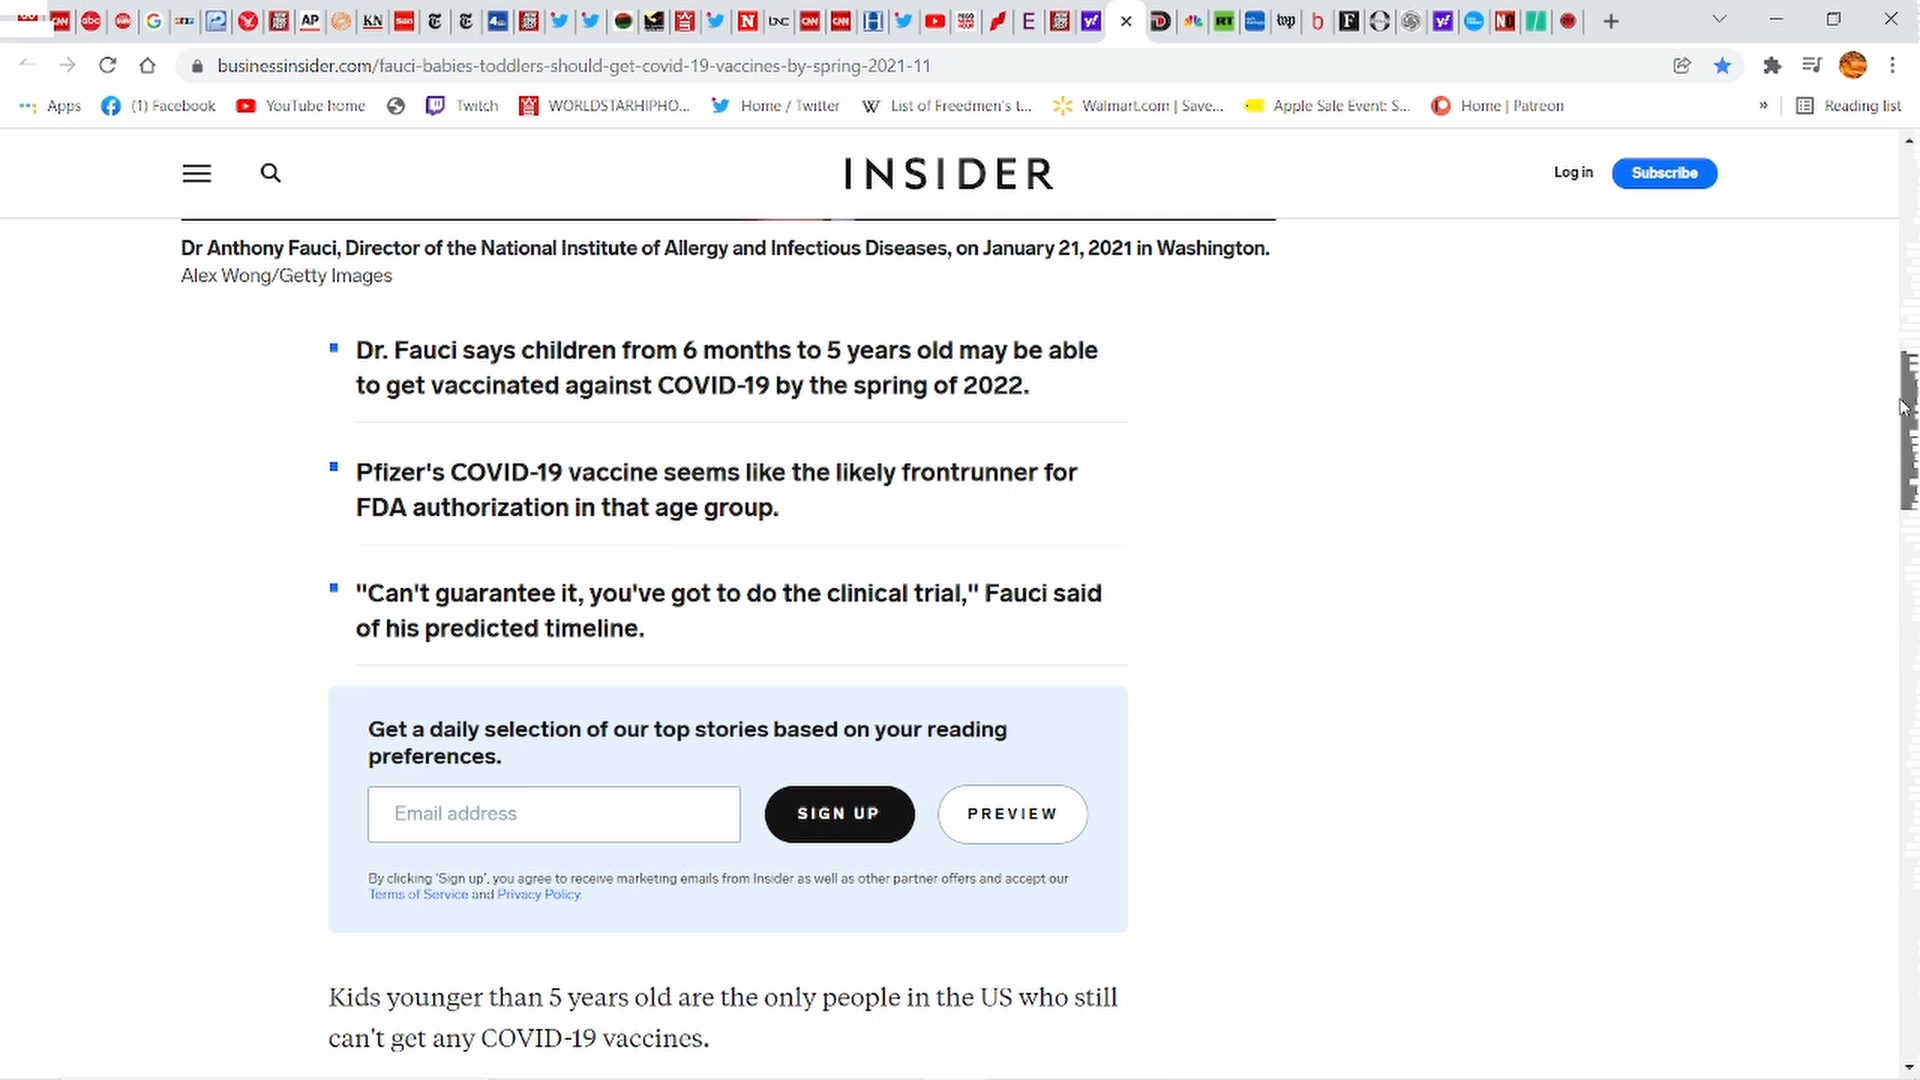 businessinsider.com/fauci-babies-toddlers-should-get-covid-19-vaccines-by-spring-2021-11
Apps (1) Facebook YouTube home Twitch WORLDSTARHIPHO... Home / Twitter List of Freedmen's t... Walmart.com | Save... Apple Sale Event: S... Home | Patreon » Reading list
INSIDER
Log in Subscribe
Dr Anthony Fauci, Director of the National Institute of Allergy and Infectious Diseases, on January 21, 2021 in Washington.
Alex Wong/Getty Images
Dr. Fauci says children from 6 months to 5 years old may be able
to get vaccinated against COVID-19 by the spring of 2022.
Pfizer's COVID-19 vaccine seems like the likely frontrunner for
FDA authorization in that age group.
"Can't guarantee it, you've got to do the clinical trial," Fauci said
of his predicted timeline.
Get a daily selection of our top stories based on your reading
preferences.
Email address SIGN UP PREVIEW
By clicking 'Sign up', you agree to receive marketing emails from Insider as well as other partner offers and accept our
Terms of Service and Privacy Policy.
Kids younger than 5 years old are the only people in the US who still
can't get any COVID-19 vaccines.